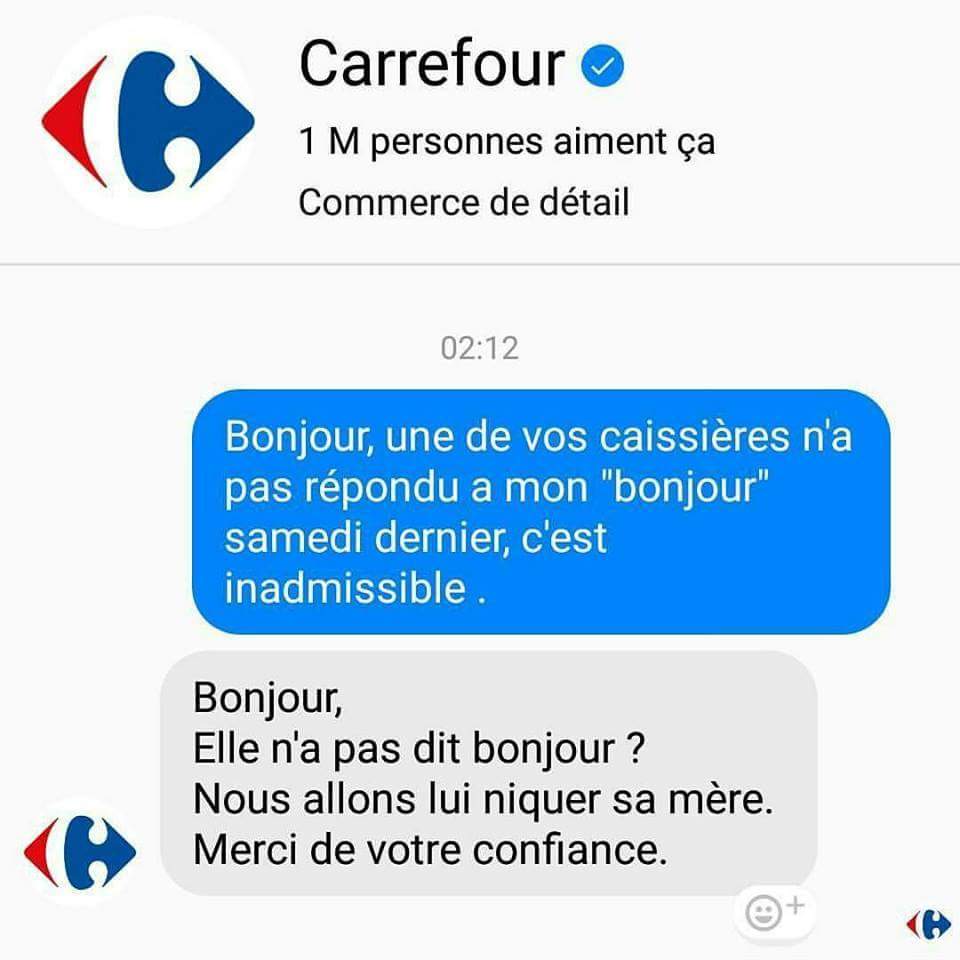 Carrefour
1 M personnes aiment ça
Commerce de détail
02:12
Bonjour, une de vos caissières n'a
pas répondu a mon "bonjour"
samedi dernier, c'est
inadmissible .
Bonjour,
Elle n'a pas dit bonjour ?
Nous allons lui niquer sa mère.
Merci de votre confiance.